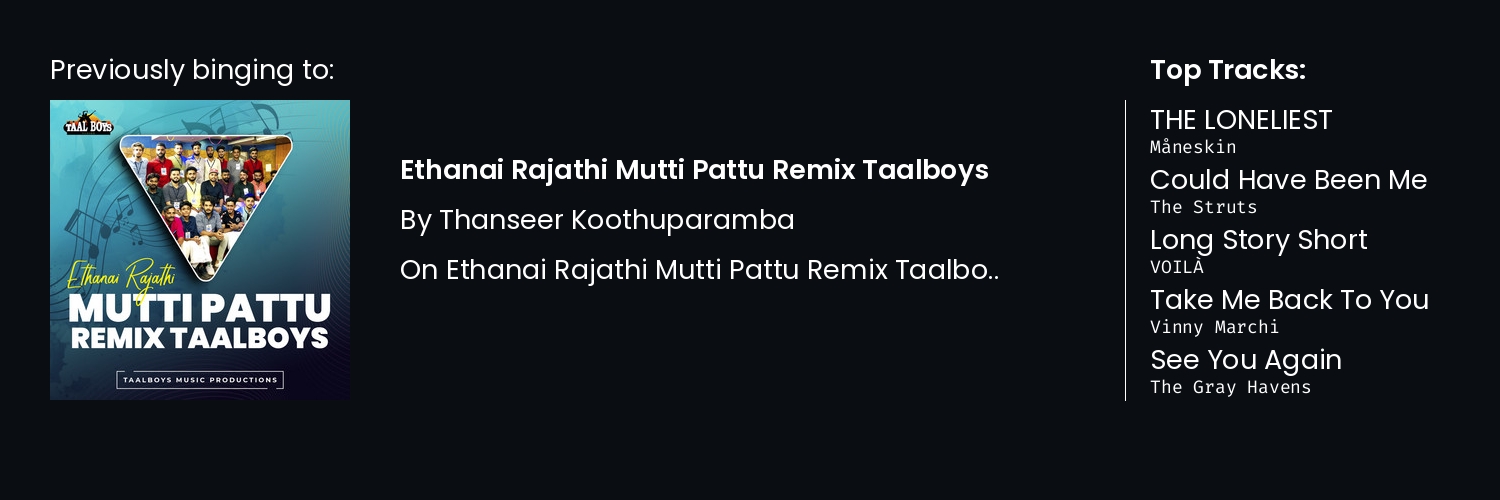 Previously binging to:
TAAL BOYS
Ethanai Rajathi
MUTTI PATTU
REMIX TAALBOYS
TAALBOYS MUSIC PRODUCTIONS
Ethanai Rajathi Mutti Pattu Remix Taalboys
By Thanseer Koothuparamba
On Ethanai Rajathi Mutti Pattu Remix Taalbo..
Top Tracks:
THE LONELIEST
Måneskin
Could Have Been Me
The Struts
Long Story Short
VOILÀ
Take Me Back To You
Vinny Marchi
See You Again
The Gray Havens